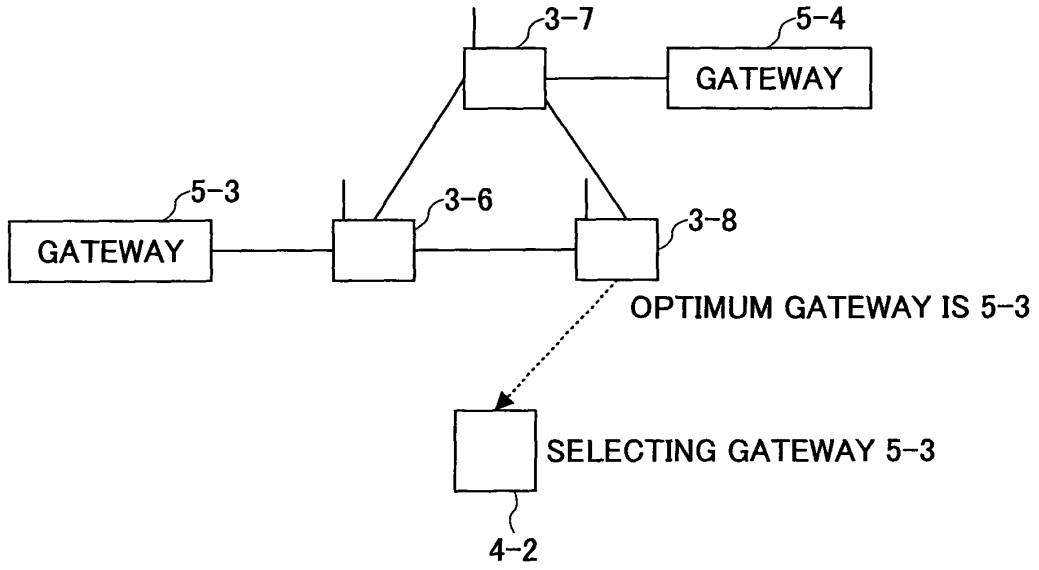 3-7
5-4
GATEWAY
5-3
3-6
3-8
GATEWAY
OPTIMUM GATEWAY IS 5-3
SELECTING GATEWAY 5-3
4-2